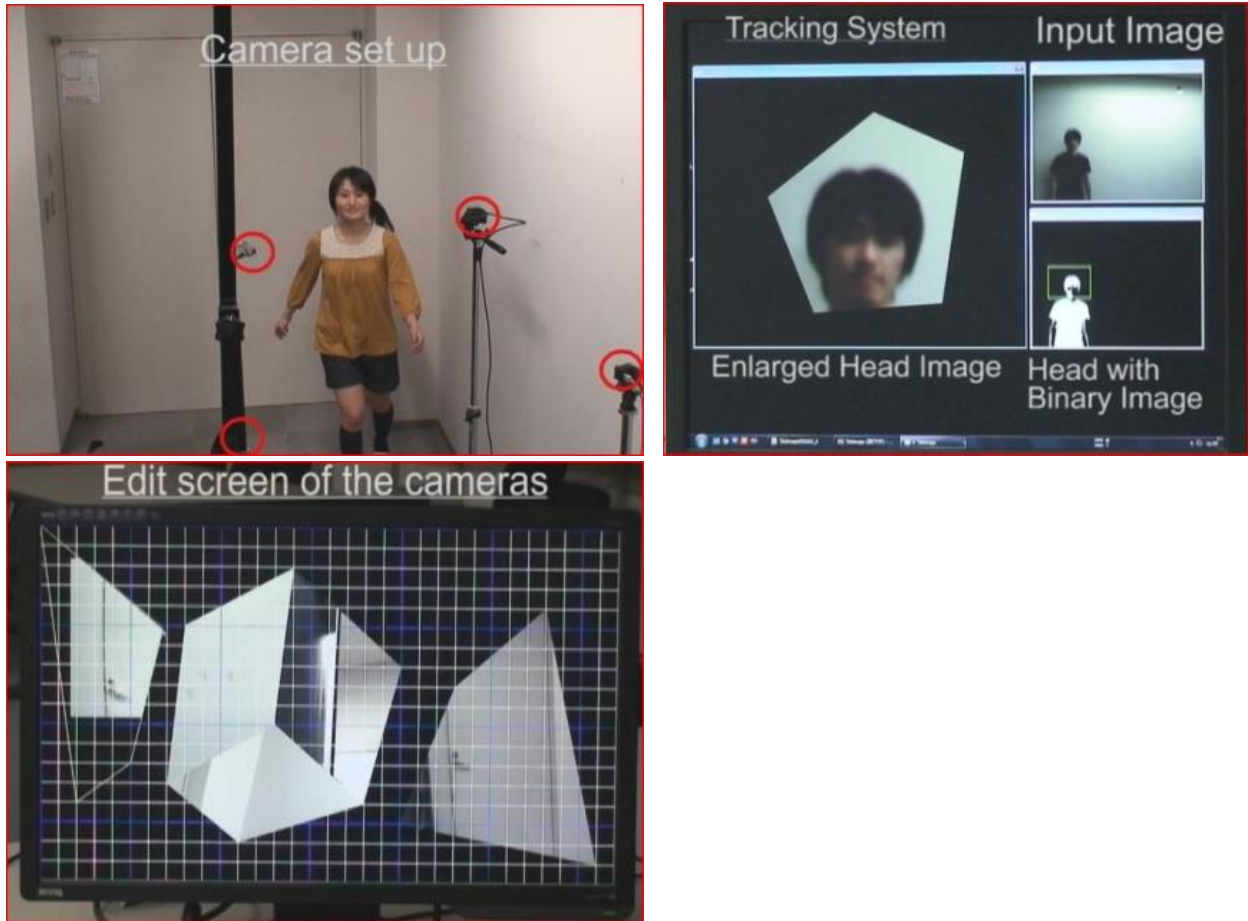 Camera set up
Tracking System
Input Image
Enlarged Head Image
Head with
Binary Image
Edit screen of the cameras
BenQ